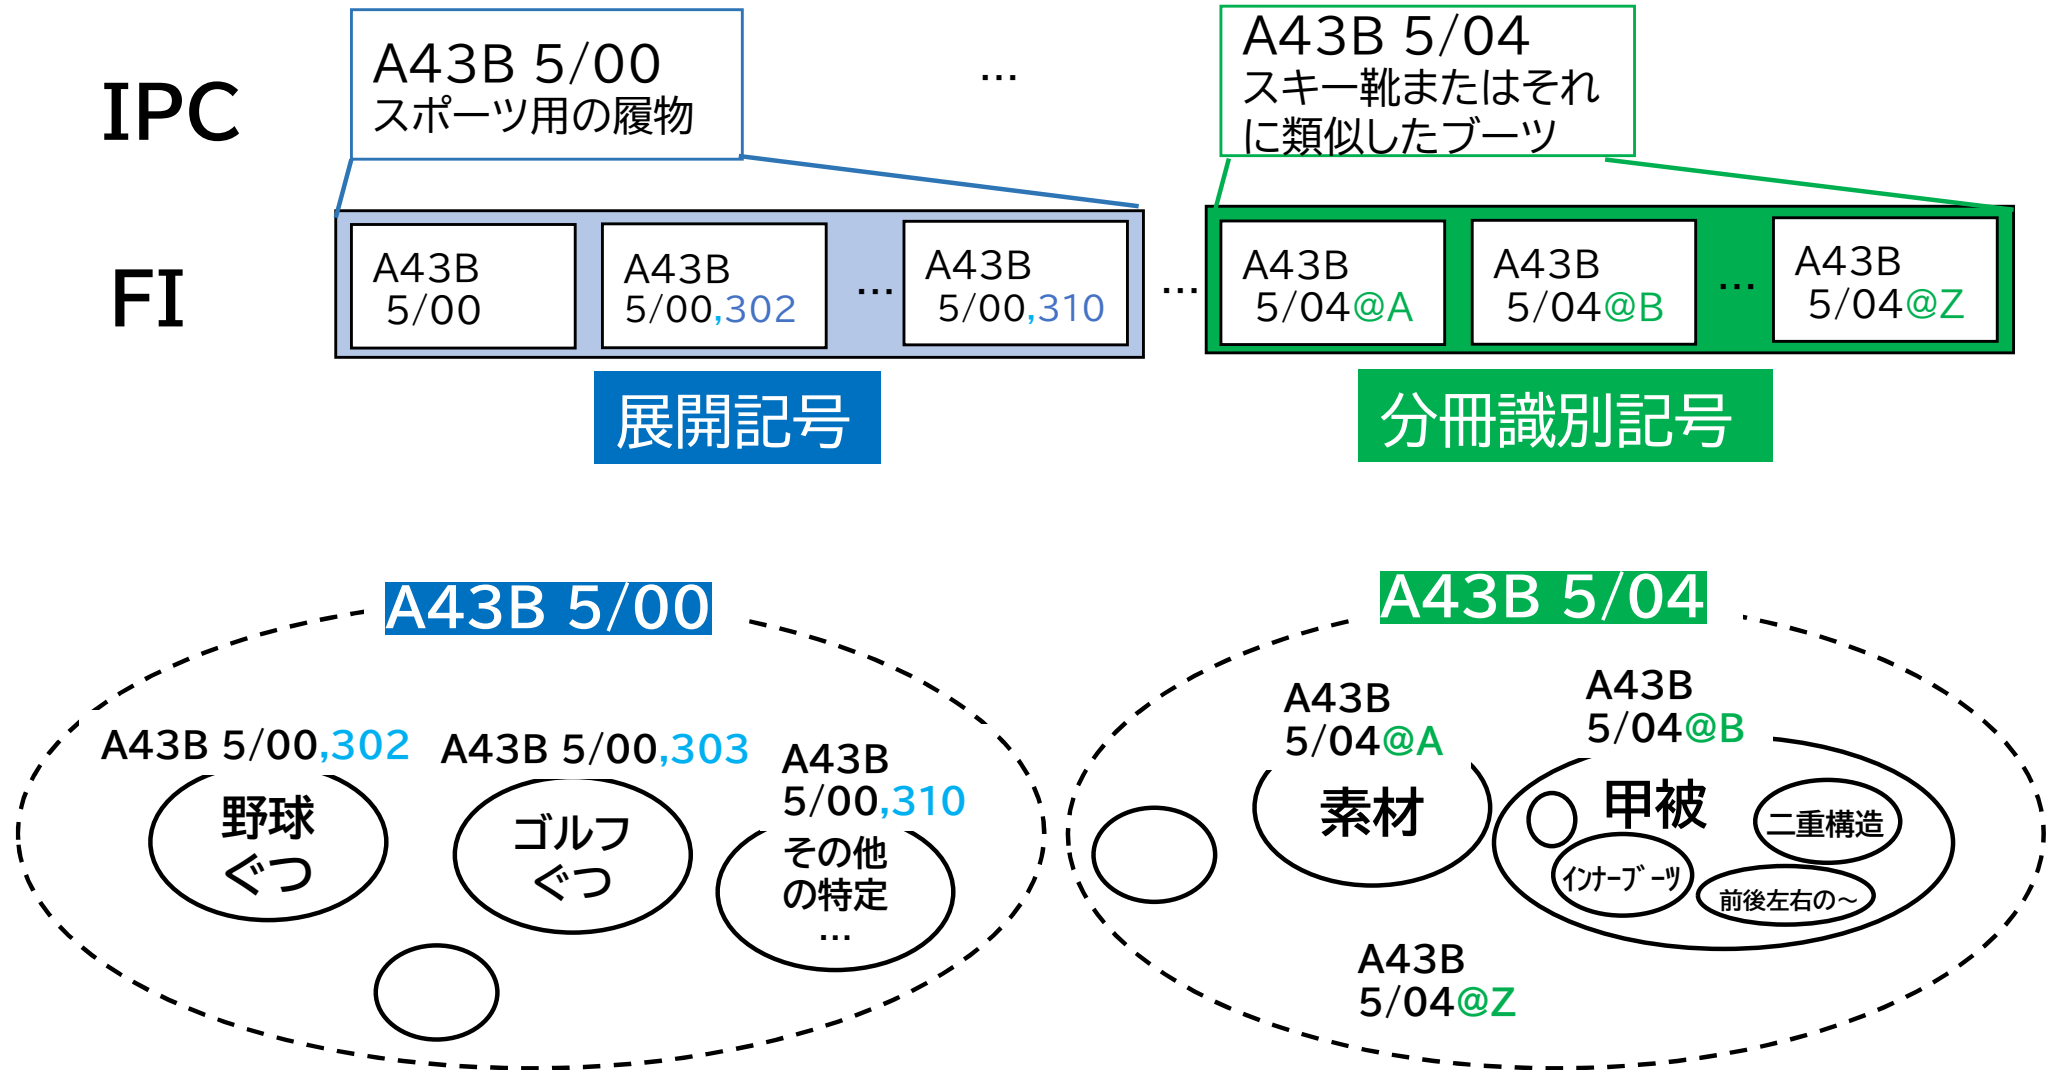 IPC
A43B 5/00
スポーツ用の履物
…
A43B 5/04
スキー靴またはそれ
に類似したブーツ
FI
A43B
5/00
A43B
5/00,302
…
A43B
5/00,310
…
A43B
5/04@A
A43B
5/04@B
…
A43B
5/04@Z
展開記号
分冊識別記号
A43B 5/00
A43B 5/00,302
野球
ぐつ
A43B 5/00,303
ゴルフ
ぐつ
A43B
5/00,310
その他
の特定
…
A43B 5/04
A43B
5/04@A
素材
A43B
5/04@B
甲被
二重構造
インナーブーツ
前後左右の～
A43B
5/04@Z